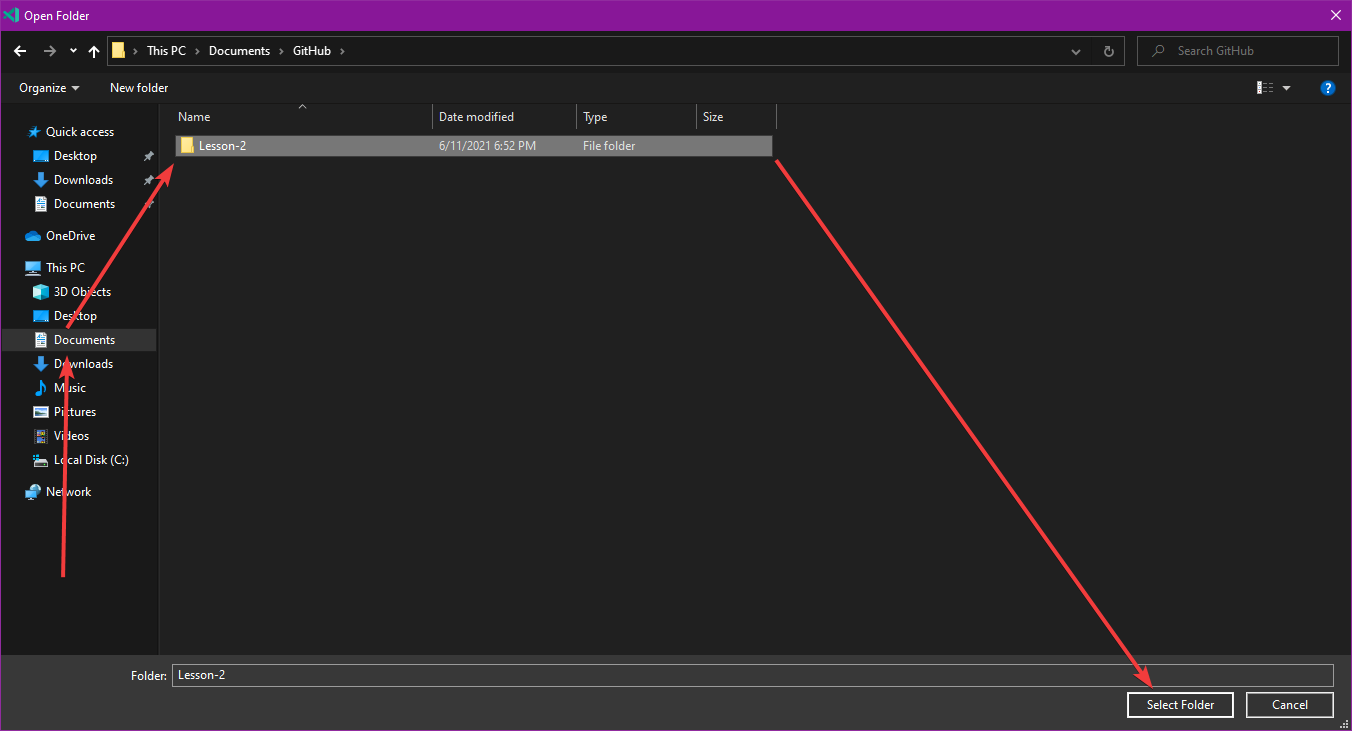 Open Folder
This PC > Documents > GitHub >
Search GitHub
Organize
New folder
?
Name
Date modified
Type
Size
Lesson-2
6/11/2021 6:52 PM
File folder
Quick access
Desktop
Downloads
Documents
OneDrive
This PC
3D Objects
Desktop
Documents
Downloads
Music
Pictures
Videos
Local Disk (C:)
Network
Folder:
Lesson-2
Select Folder
Cancel